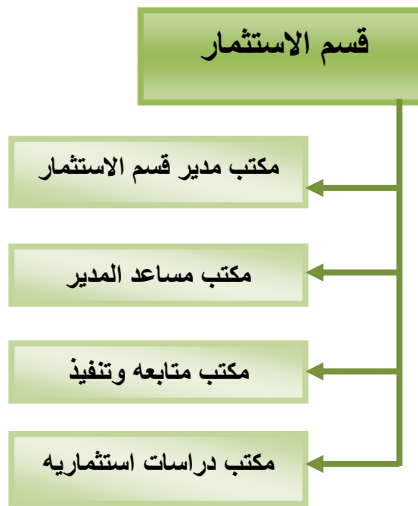 قسم الاستثمار
مكتب مدير قسم الاستثمار
مكتب مساعد المدير
مكتب متابعه وتنفيذ
مكتب دراسات استثماريه